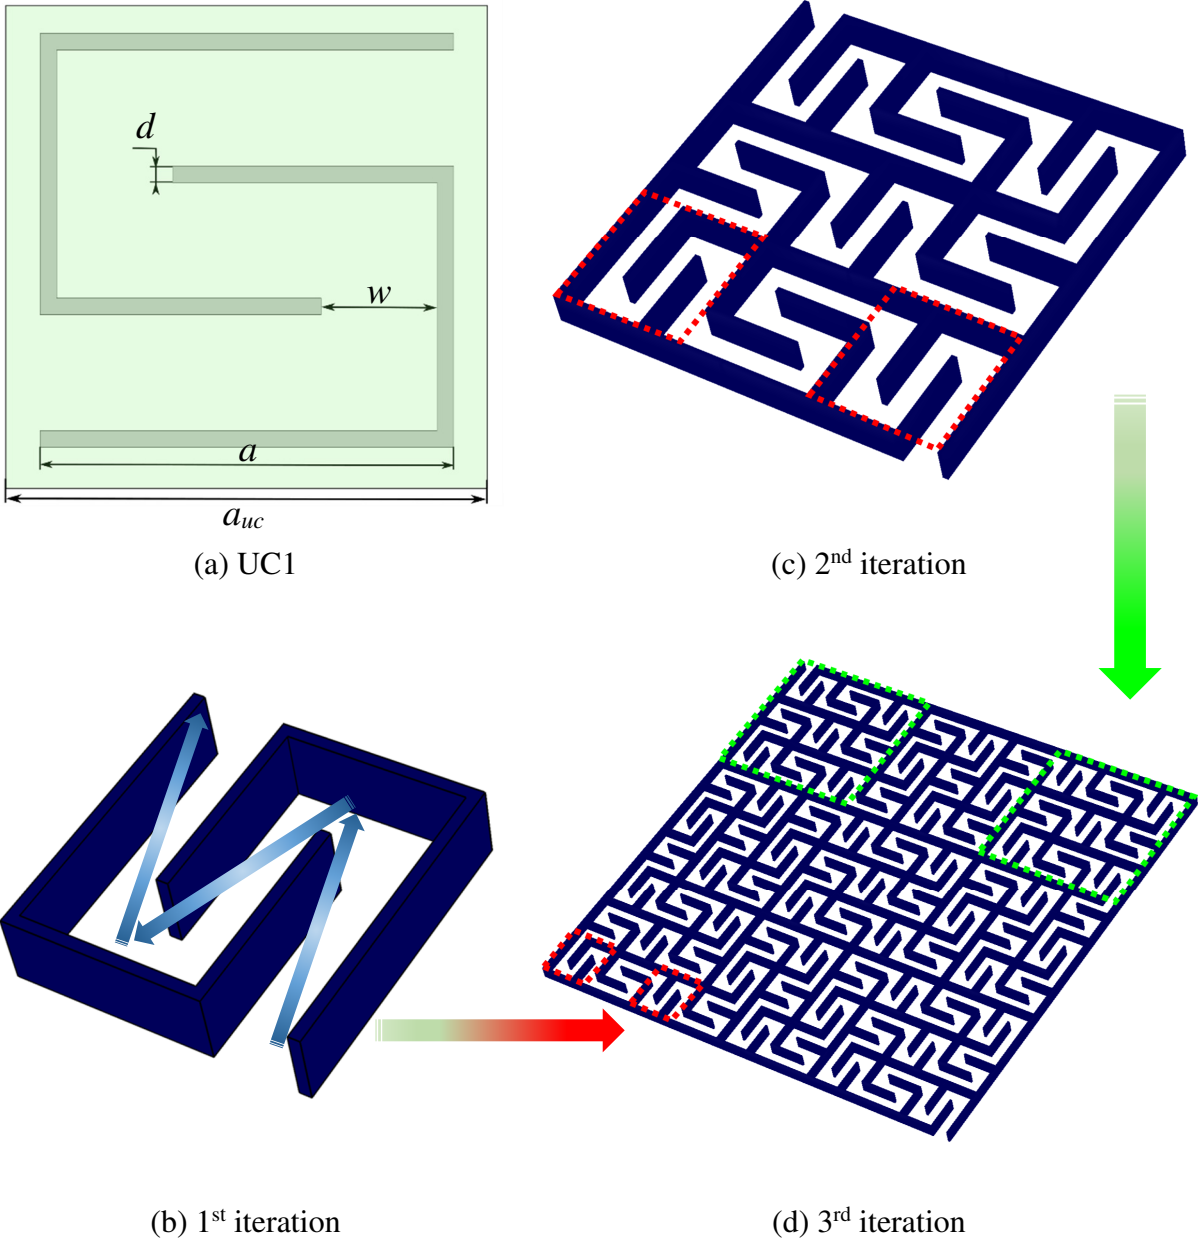 d
w
a
a_uc
(a) UC1
(c) 2nd iteration
(b) 1st iteration
(d) 3rd iteration